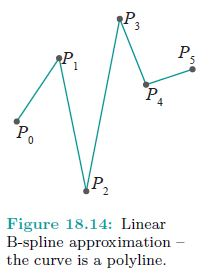 P3
P1
P5
P4
P0
P2
Figure 18.14: Linear
B-spline approximation –
the curve is a polyline.